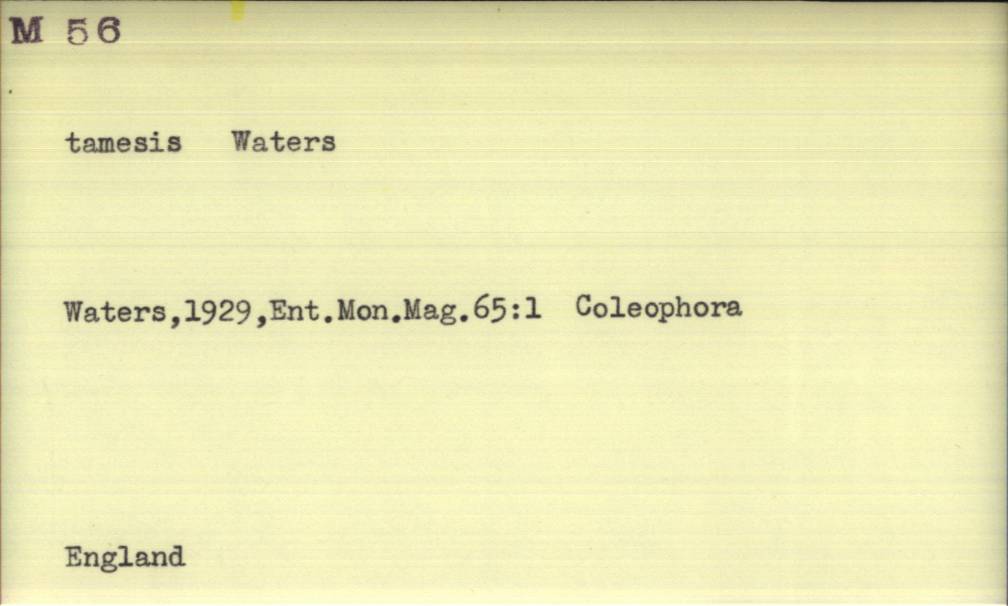 M 56
tamesis Waters
Waters,1929,Ent.Mon.Mag.65:1 Coleophora
England